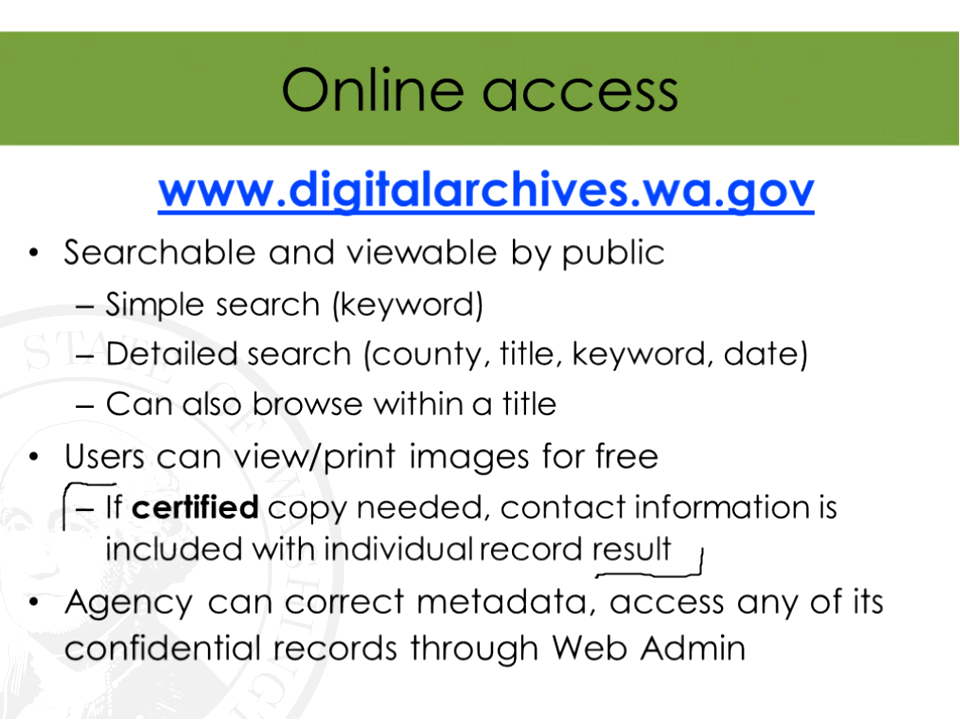 Online access
www.digitalarchives.wa.gov
• Searchable and viewable by public
– Simple search (keyword)
– Detailed search (county, title, keyword, date)
– Can also browse within a title
• Users can view/print images for free
– If certified copy needed, contact information is
included with individual record result
• Agency can correct metadata, access any of its
confidential records through Web Admin
STATE OF WASHING